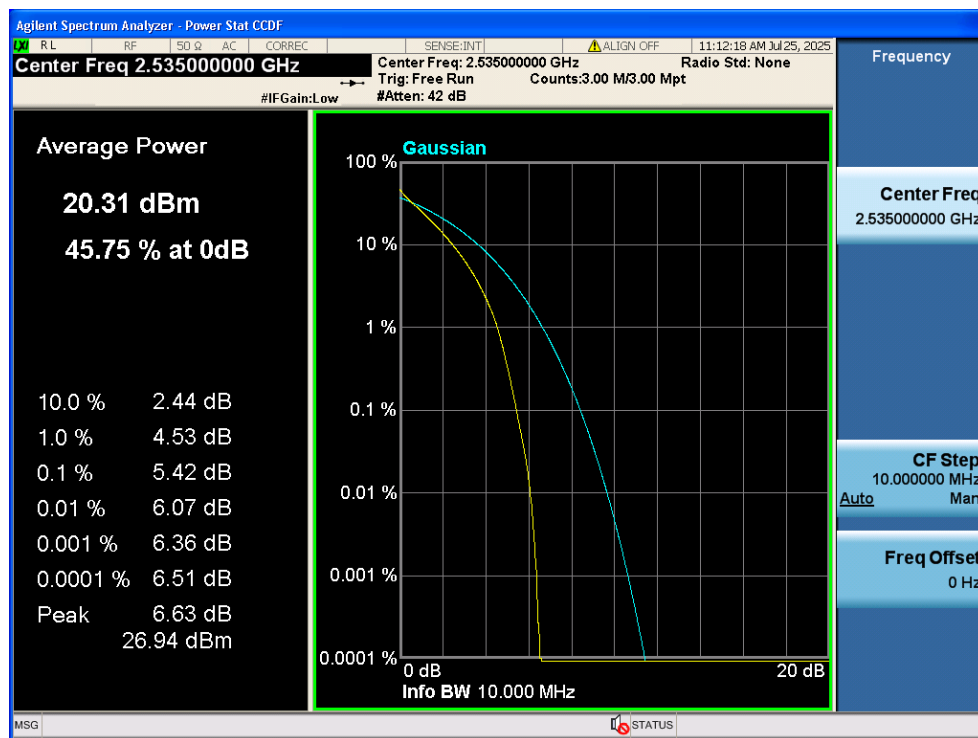 Agilent Spectrum Analyzer - Power Stat CCDF
LXI RL RF 50 Ω AC CORREC SENSE:INT ALIGN OFF 11:12:18 AM Jul 25, 2025
Center Freq 2.535000000 GHz
Center Freq: 2.535000000 GHz Radio Std: None
Trig: Free Run Counts:3.00 M/3.00 Mpt
#IFGain:Low #Atten: 42 dB
Average Power
20.31 dBm
45.75 % at 0dB
10.0 % 2.44 dB
1.0 % 4.53 dB
0.1 % 5.42 dB
0.01 % 6.07 dB
0.001 % 6.36 dB
0.0001 % 6.51 dB
Peak 6.63 dB
26.94 dBm
Gaussian
100 %
10 %
1 %
0.1 %
0.01 %
0.001 %
0.0001 %
0 dB 20 dB
Info BW 10.000 MHz
Frequency
Center Freq
2.535000000 GHz
CF Step
10.000000 MHz
Auto Man
Freq Offset
0 Hz
MSG STATUS